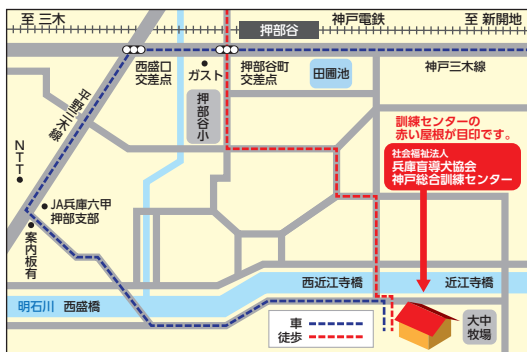 至 三木
押部谷
神戸電鉄
至 新開地
西盛口
交差点
ガスト
押部谷町
交差点
田圃池
神戸三木線
平野三木線
押部谷小
訓練センターの
赤い屋根が目印です。
社会福祉法人
兵庫盲導犬協会
神戸総合訓練センター
NTT
JA兵庫六甲
押部支部
案内板有
西近江寺橋
近江寺橋
明石川
西盛橋
車
徒歩
大中
牧場